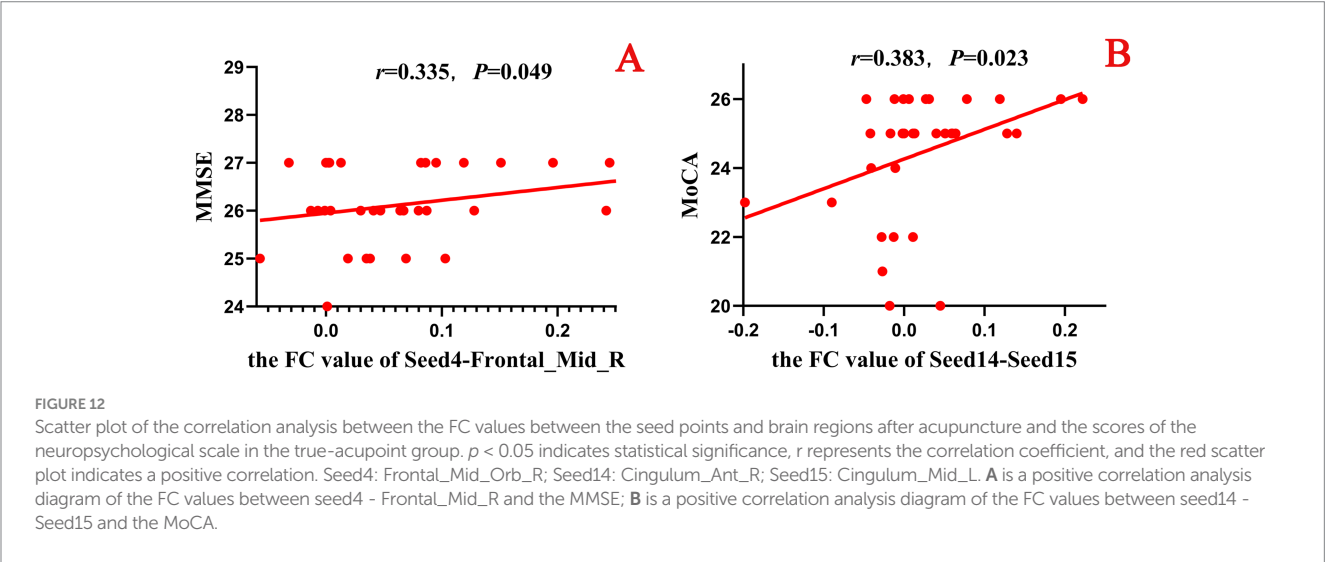 A
r=0.335, P=0.049
29
28
27
26
25
24
MMSE
0.0 0.1 0.2
the FC value of Seed4-Frontal_Mid_R
B
r=0.383, P=0.023
26
24
22
20
MoCA
-0.2 -0.1 0.0 0.1 0.2
the FC value of Seed14-Seed15
FIGURE 12
Scatter plot of the correlation analysis between the FC values between the seed points and brain regions after acupuncture and the scores of the
neuropsychological scale in the true-acupoint group. p < 0.05 indicates statistical significance, r represents the correlation coefficient, and the red scatter
plot indicates a positive correlation. Seed4: Frontal_Mid_Orb_R; Seed14: Cingulum_Ant_R; Seed15: Cingulum_Mid_L. A is a positive correlation analysis
diagram of the FC values between seed4 - Frontal_Mid_R and the MMSE; B is a positive correlation analysis diagram of the FC values between seed14 -
Seed15 and the MoCA.